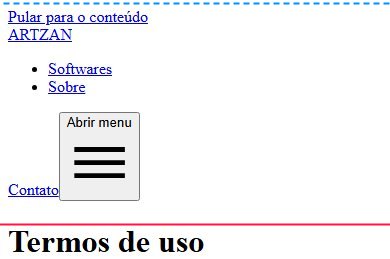 Pular para o conteúdo
ARTZAN
Softwares
Sobre
Abrir menu
Contato
Termos de uso